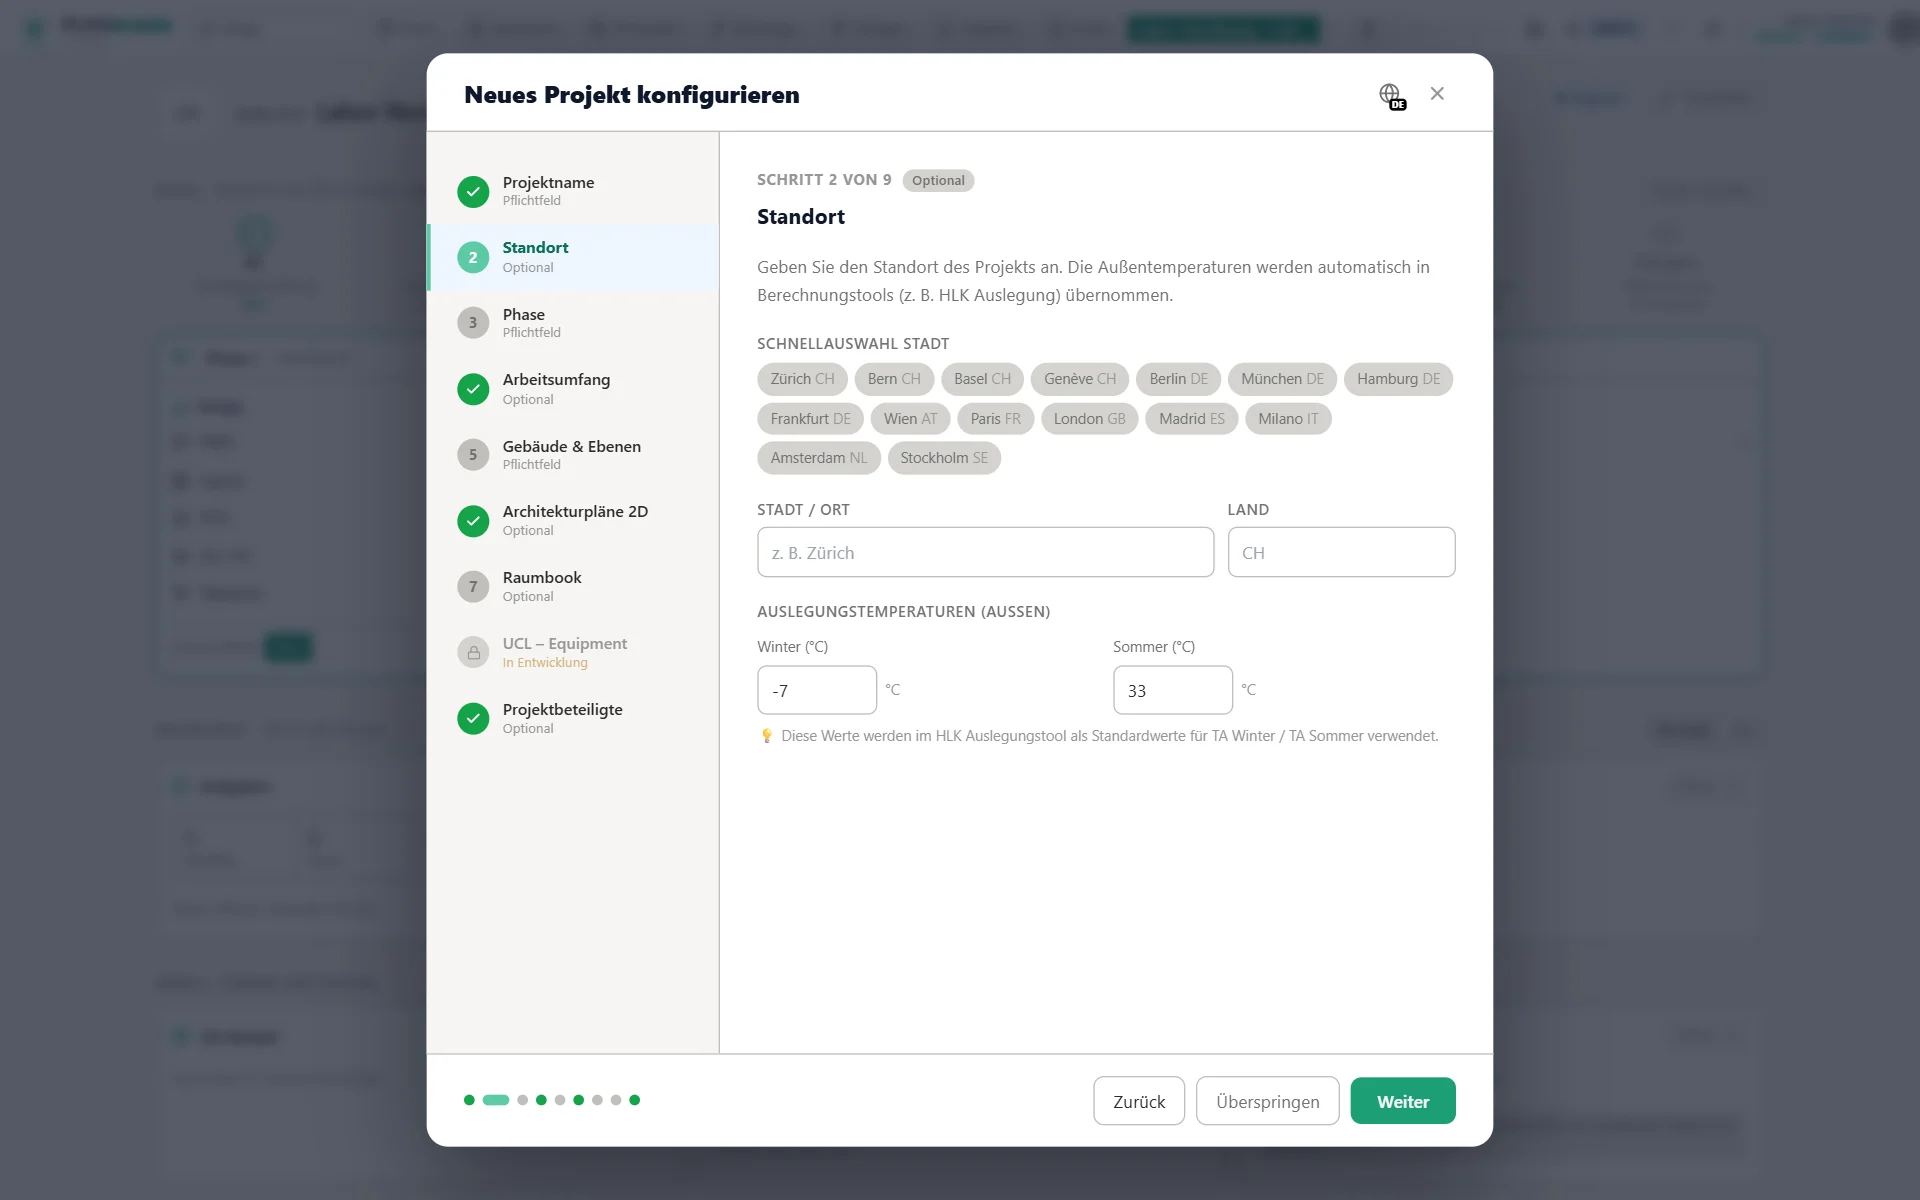 Neues Projekt konfigurieren
DE
Projektname
Pflichtfeld
2
Standort
Optional
3
Phase
Pflichtfeld
Arbeitsumfang
Optional
5
Gebäude & Ebenen
Pflichtfeld
Architekturpläne 2D
Optional
7
Raumbook
Optional
UCL – Equipment
In Entwicklung
Projektbeteiligte
Optional
SCHRITT 2 VON 9 Optional
Standort
Geben Sie den Standort des Projekts an. Die Außentemperaturen werden automatisch in
Berechnungstools (z. B. HLK Auslegung) übernommen.
SCHNELLAUSWAHL STADT
Zürich CH Bern CH Basel CH Genève CH Berlin DE München DE Hamburg DE
Frankfurt DE Wien AT Paris FR London GB Madrid ES Milano IT
Amsterdam NL Stockholm SE
STADT / ORT LAND
z. B. Zürich CH
AUSLEGUNGSTEMPERATUREN (AUSSEN)
Winter (°C) Sommer (°C)
-7 °C 33 °C
Diese Werte werden im HLK Auslegungstool als Standardwerte für TA Winter / TA Sommer verwendet.
Zurück Überspringen Weiter